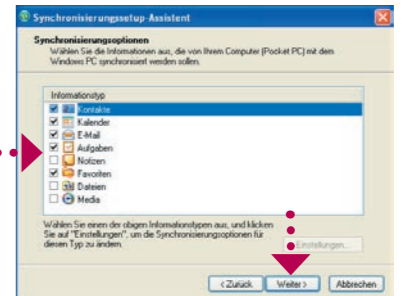 Synchronisierungssetup-Assistent
Synchronisierungsoptionen
Wählen Sie die Informationen aus, die von Ihrem Computer (Pocket PC) mit dem
Windows PC synchronisiert werden sollen.
Informationstyp
Kontakte
Kalender
E-Mail
Aufgaben
Notizen
Favoriten
Dateien
Media
Wählen Sie einen der obigen Informationstypen aus, und klicken
Sie auf "Einstellungen", um die Synchronisierungsoptionen für
diesen Typ zu ändern.
Einstellungen...
<Zurück
Weiter>
Abbrechen